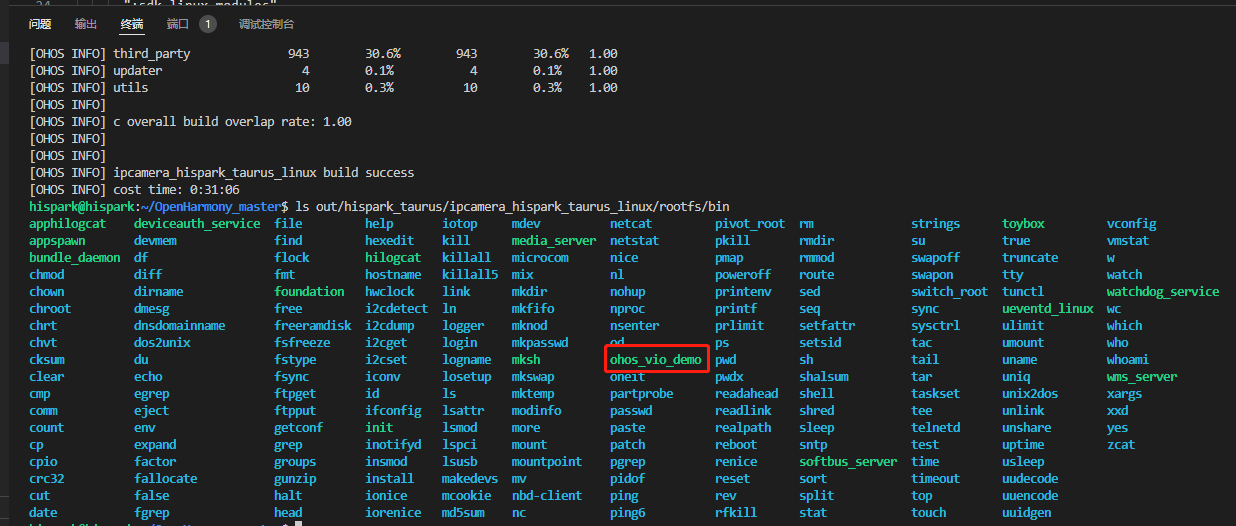 24 ":sdk linux modules"
问题 输出 终端 端口 1 调试控制台
[OHOS INFO] third_party 943 30.6% 943 30.6% 1.00
[OHOS INFO] updater 4 0.1% 4 0.1% 1.00
[OHOS INFO] utils 10 0.3% 10 0.3% 1.00
[OHOS INFO]
[OHOS INFO] c overall build overlap rate: 1.00
[OHOS INFO]
[OHOS INFO]
[OHOS INFO] ipcamera_hispark_taurus_linux build success
[OHOS INFO] cost time: 0:31:06
hispark@hispark:~/OpenHarmony_master$ ls out/hispark_taurus/ipcamera_hispark_taurus_linux/rootfs/bin
apphilogcat deviceauth_service file help iotop mdev netcat pivot_root rm strings toybox vconfig
appspawn devmem find hexedit kill media_server netstat pkill rmdir su true vmstat
bundle_daemon df flock hilogcat killall microcom nice pmap rmmod swapoff truncate w
chmod diff fmt hostname killall5 mix nl poweroff route swapon tty watch
chown dirname foundation hwclock link mkdir nohup printenv sed switch_root tunctl watchdog_service
chroot dmesg free i2cdetect ln mkfifo nproc printf seq sync ueventd_linux wc
chrt dnsdomainname freeramdisk i2cdump logger mknod nsenter prlimit setfattr sysctrl ulimit which
chvt dos2unix fsfreeze i2cget login mkpasswd od ps setsid tac umount who
cksum du fstype i2cset logname mksh ohos_vio_demo pwd sh tail uname whoami
clear echo fsync iconv losetup mkswap oneit pwdx sha1sum tar uniq wms_server
cmp egrep ftpget id ls mktemp partprobe readahead shell taskset unix2dos xargs
comm eject ftpput ifconfig lsattr modinfo passwd readlink shred tee unlink xxd
count env getconf init lsmod more paste realpath sleep telnetd unshare yes
cp expand grep inotifyd lspci mount patch reboot sntp test uptime zcat
cpio factor groups insmod lsusb mountpoint pgrep renice softbus_server time usleep
crc32 fallocate gunzip install makedevs mv pidof reset sort timeout uudecode
cut false halt ionice mcookie nbd-client ping rev split top uuencode
date fgrep head iorenice md5sum nc ping6 rfkill stat touch uuidgen